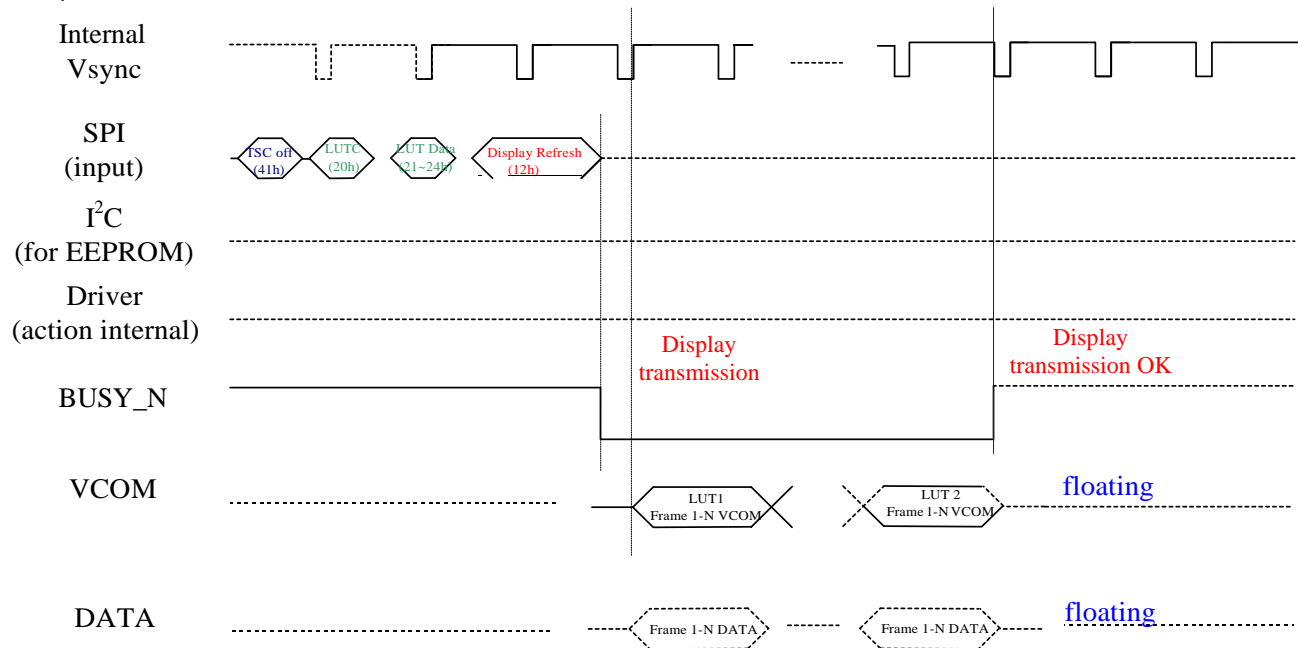 Internal
Vsync
SPI
(input)
TSC off
(41h)
LUTC
(20h)
LUT Data
(21~24h)
Display Refresh
(12h)
I²C
(for EEPROM)
Driver
(action internal)
Display
transmission
Display
transmission OK
BUSY_N
VCOM
LUT1
Frame 1-N VCOM
LUT 2
Frame 1-N VCOM
floating
DATA
Frame 1-N DATA
Frame 1-N DATA
floating